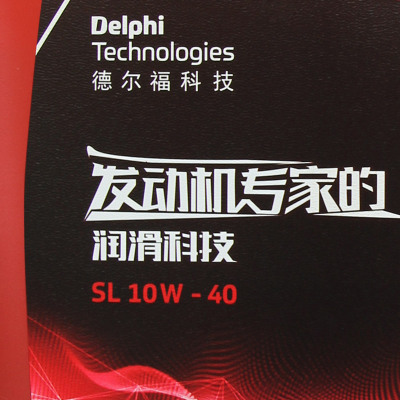 Delphi
Technologies
德尔福科技
发动机专家的
润滑科技
SL 10W - 40